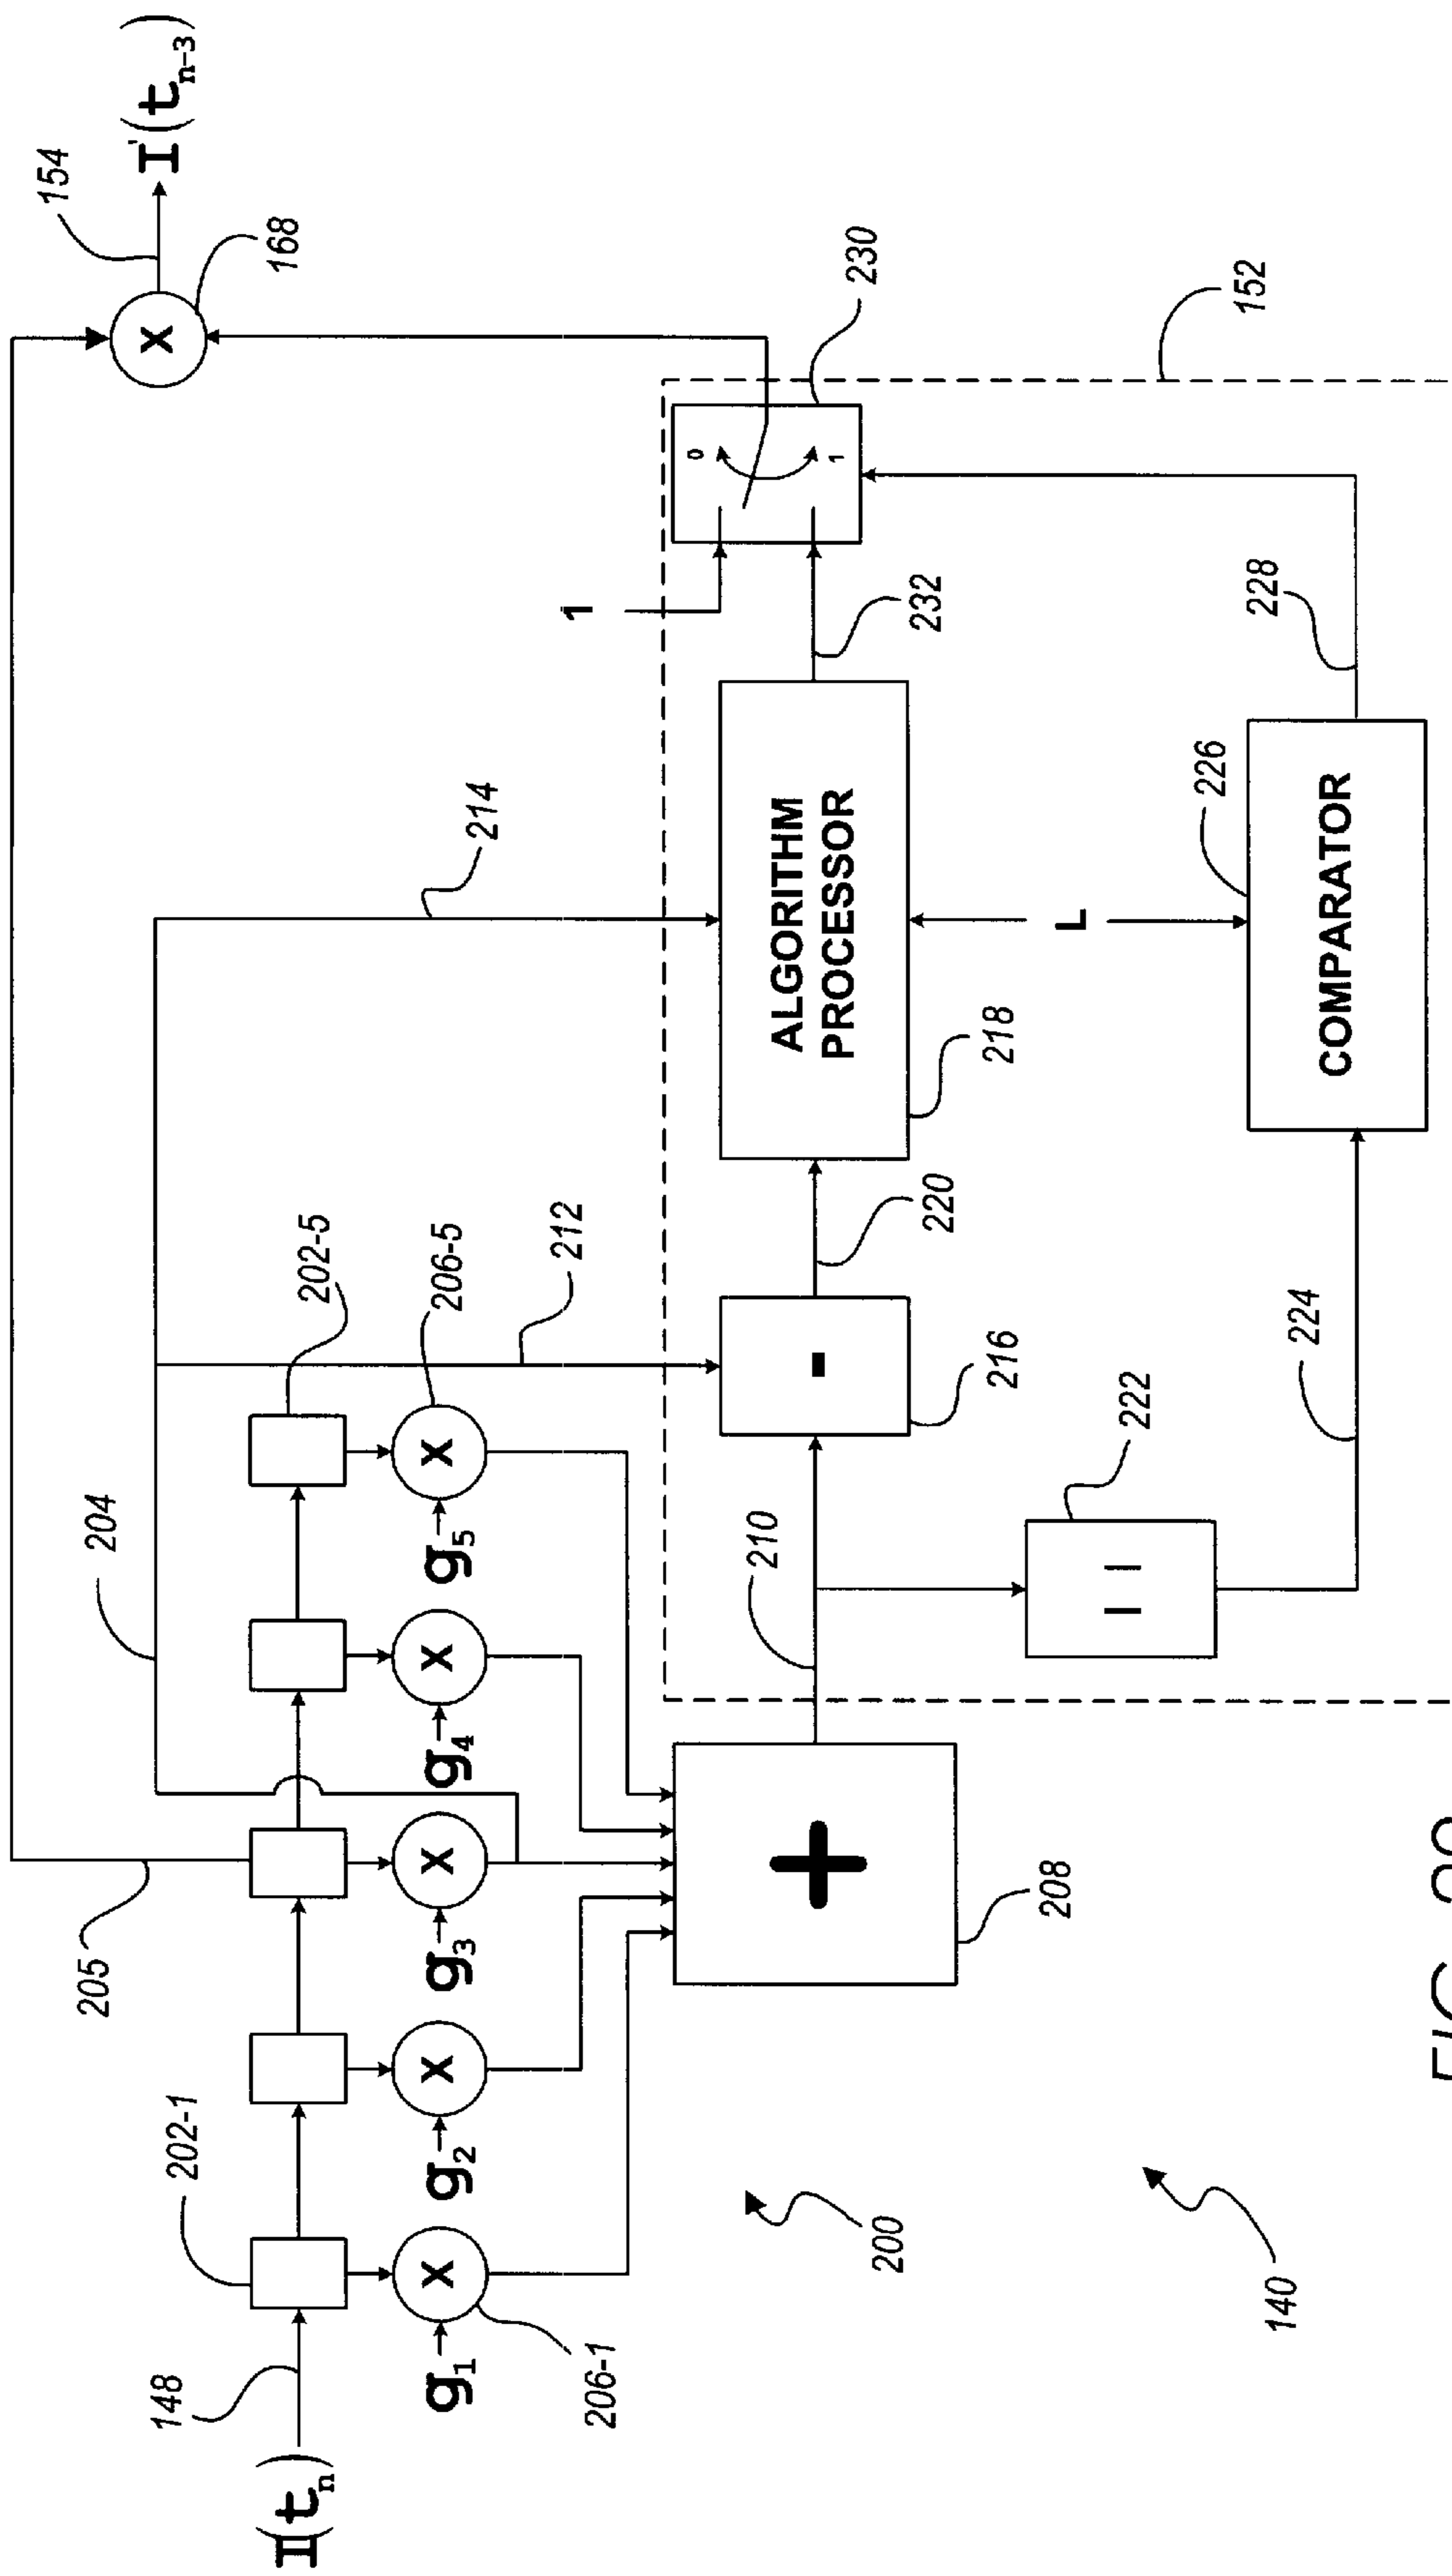 I(tn)
148
202-1
205
204
202-5
206-5
212
214
154
I'(tn-3)
168
g1
X
g2
X
g3
X
g4
X
g5
X
X
206-1
200
140
+
208
210
-
216
220
ALGORITHM
PROCESSOR
218
232
1
0
1
230
152
222
| |
224
L
226
COMPARATOR
228